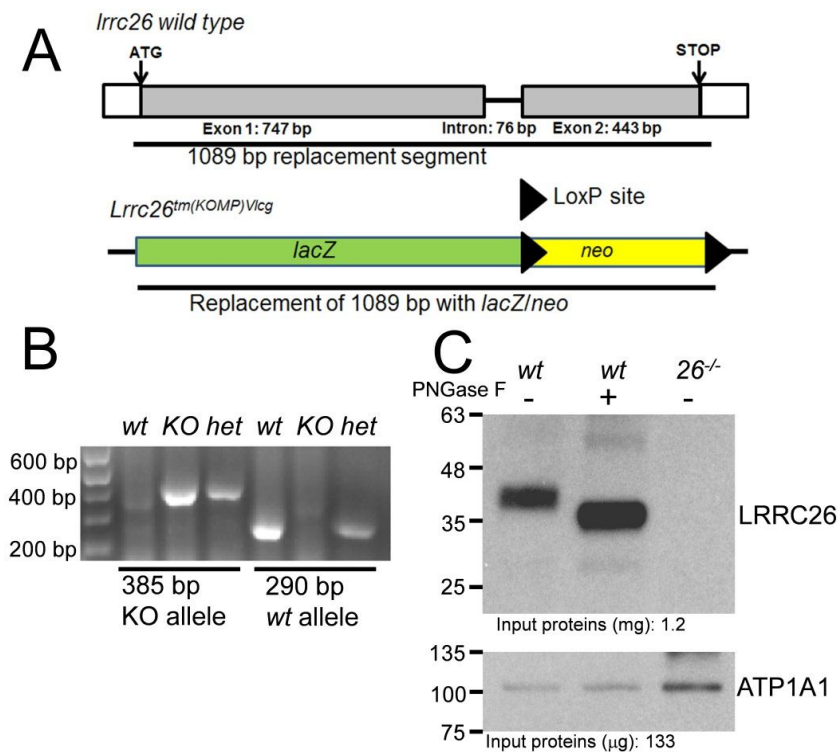 A
lrrc26 wild type
ATG
STOP
Exon 1: 747 bp
Intron: 76 bp
Exon 2: 443 bp
1089 bp replacement segment
Lrrc26tm(KOMP)Vlcg
LoxP site
lacZ
neo
Replacement of 1089 bp with lacZ/neo
B
wt KO het wt KO het
600 bp
400 bp
200 bp
385 bp
KO allele
290 bp
wt allele
C
wt wt 26-/-
PNGase F - + -
63
48
35
25
LRRC26
Input proteins (mg): 1.2
135
100
75
ATP1A1
Input proteins (µg): 133